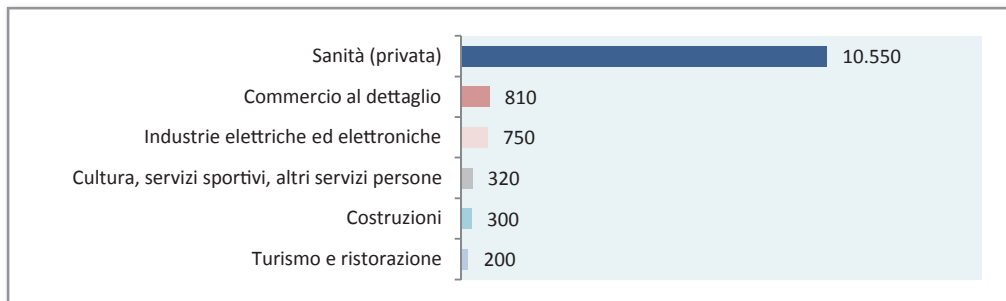 Sanità (privata) 10.550
Commercio al dettaglio 810
Industrie elettriche ed elettroniche 750
Cultura, servizi sportivi, altri servizi persone 320
Costruzioni 300
Turismo e ristorazione 200